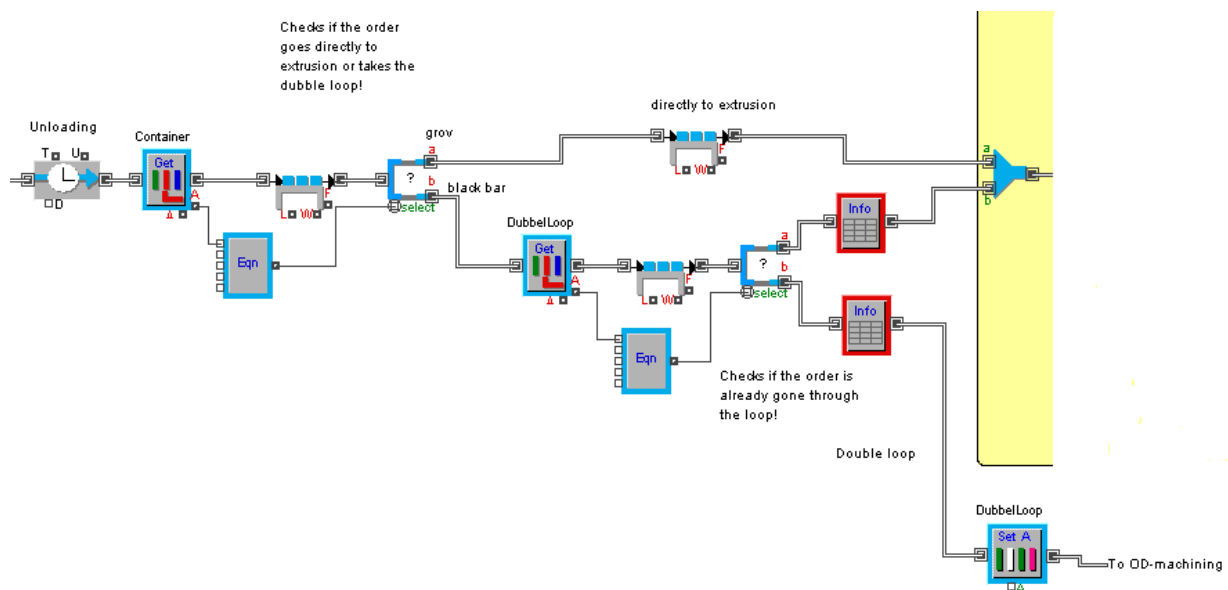 Checks if the order
goes directly to
extrusion or takes the
dubble loop!
directly to extrusion
Unloading
Container
grov
T U
Get
F
a
a
?
b
black bar
L W
F
D
A
Δ
select
b
DubbelLoop
Info
Eqn
Get
a
?
b
A
F
L W
Δ
select
Info
Eqn
Checks if the order is
already gone through
the loop!
Double loop
DubbelLoop
Set A
To OD-machining
Δ